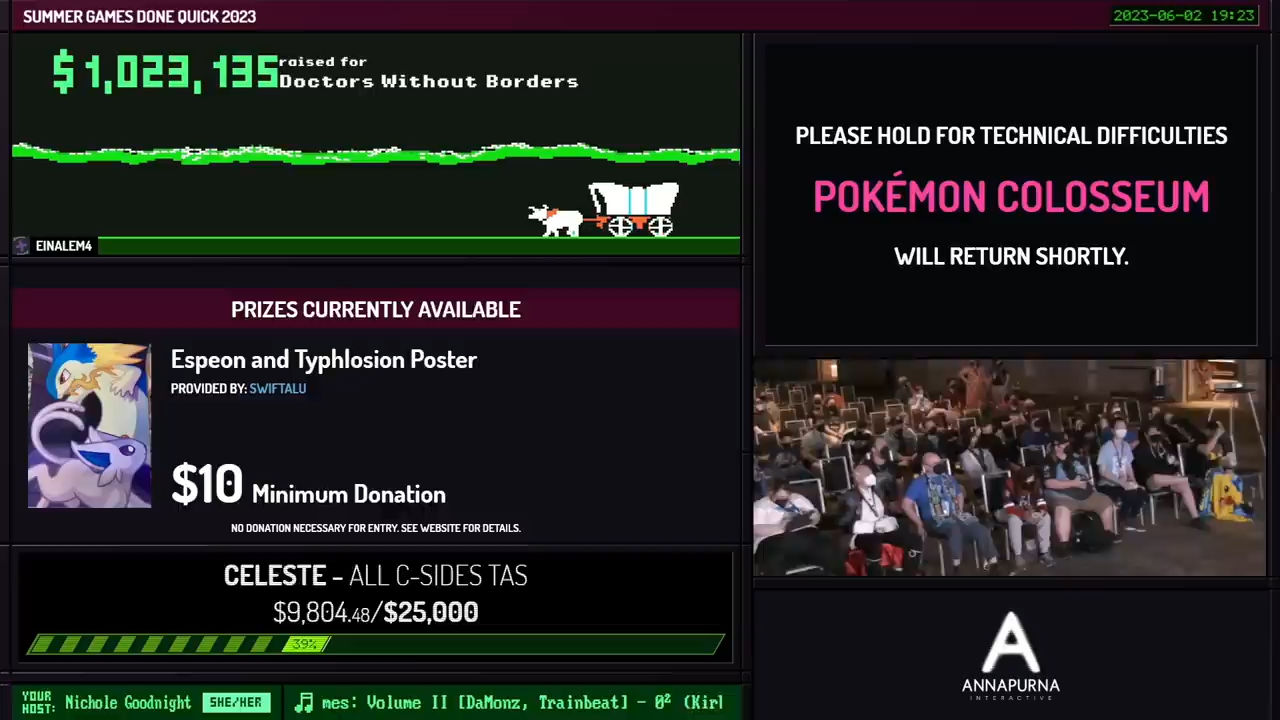 SUMMER GAMES DONE QUICK 2023
2023-06-02 19:23
$1,023,135 raised for
Doctors Without Borders
EINALEM4
PLEASE HOLD FOR TECHNICAL DIFFICULTIES
POKÉMON COLOSSEUM
WILL RETURN SHORTLY.
PRIZES CURRENTLY AVAILABLE
Espeon and Typhlosion Poster
PROVIDED BY: SWIFTALU
$10 Minimum Donation
NO DONATION NECESSARY FOR ENTRY. SEE WEBSITE FOR DETAILS.
CELESTE - ALL C-SIDES TAS
$9,804.48/$25,000
39%
ANNAPURNA
INTERACTIVE
YOUR
HOST: Nichole Goodnight SHE/HER
mes: Volume II [DaMonz, Trainbeat] - 0² (Kirl